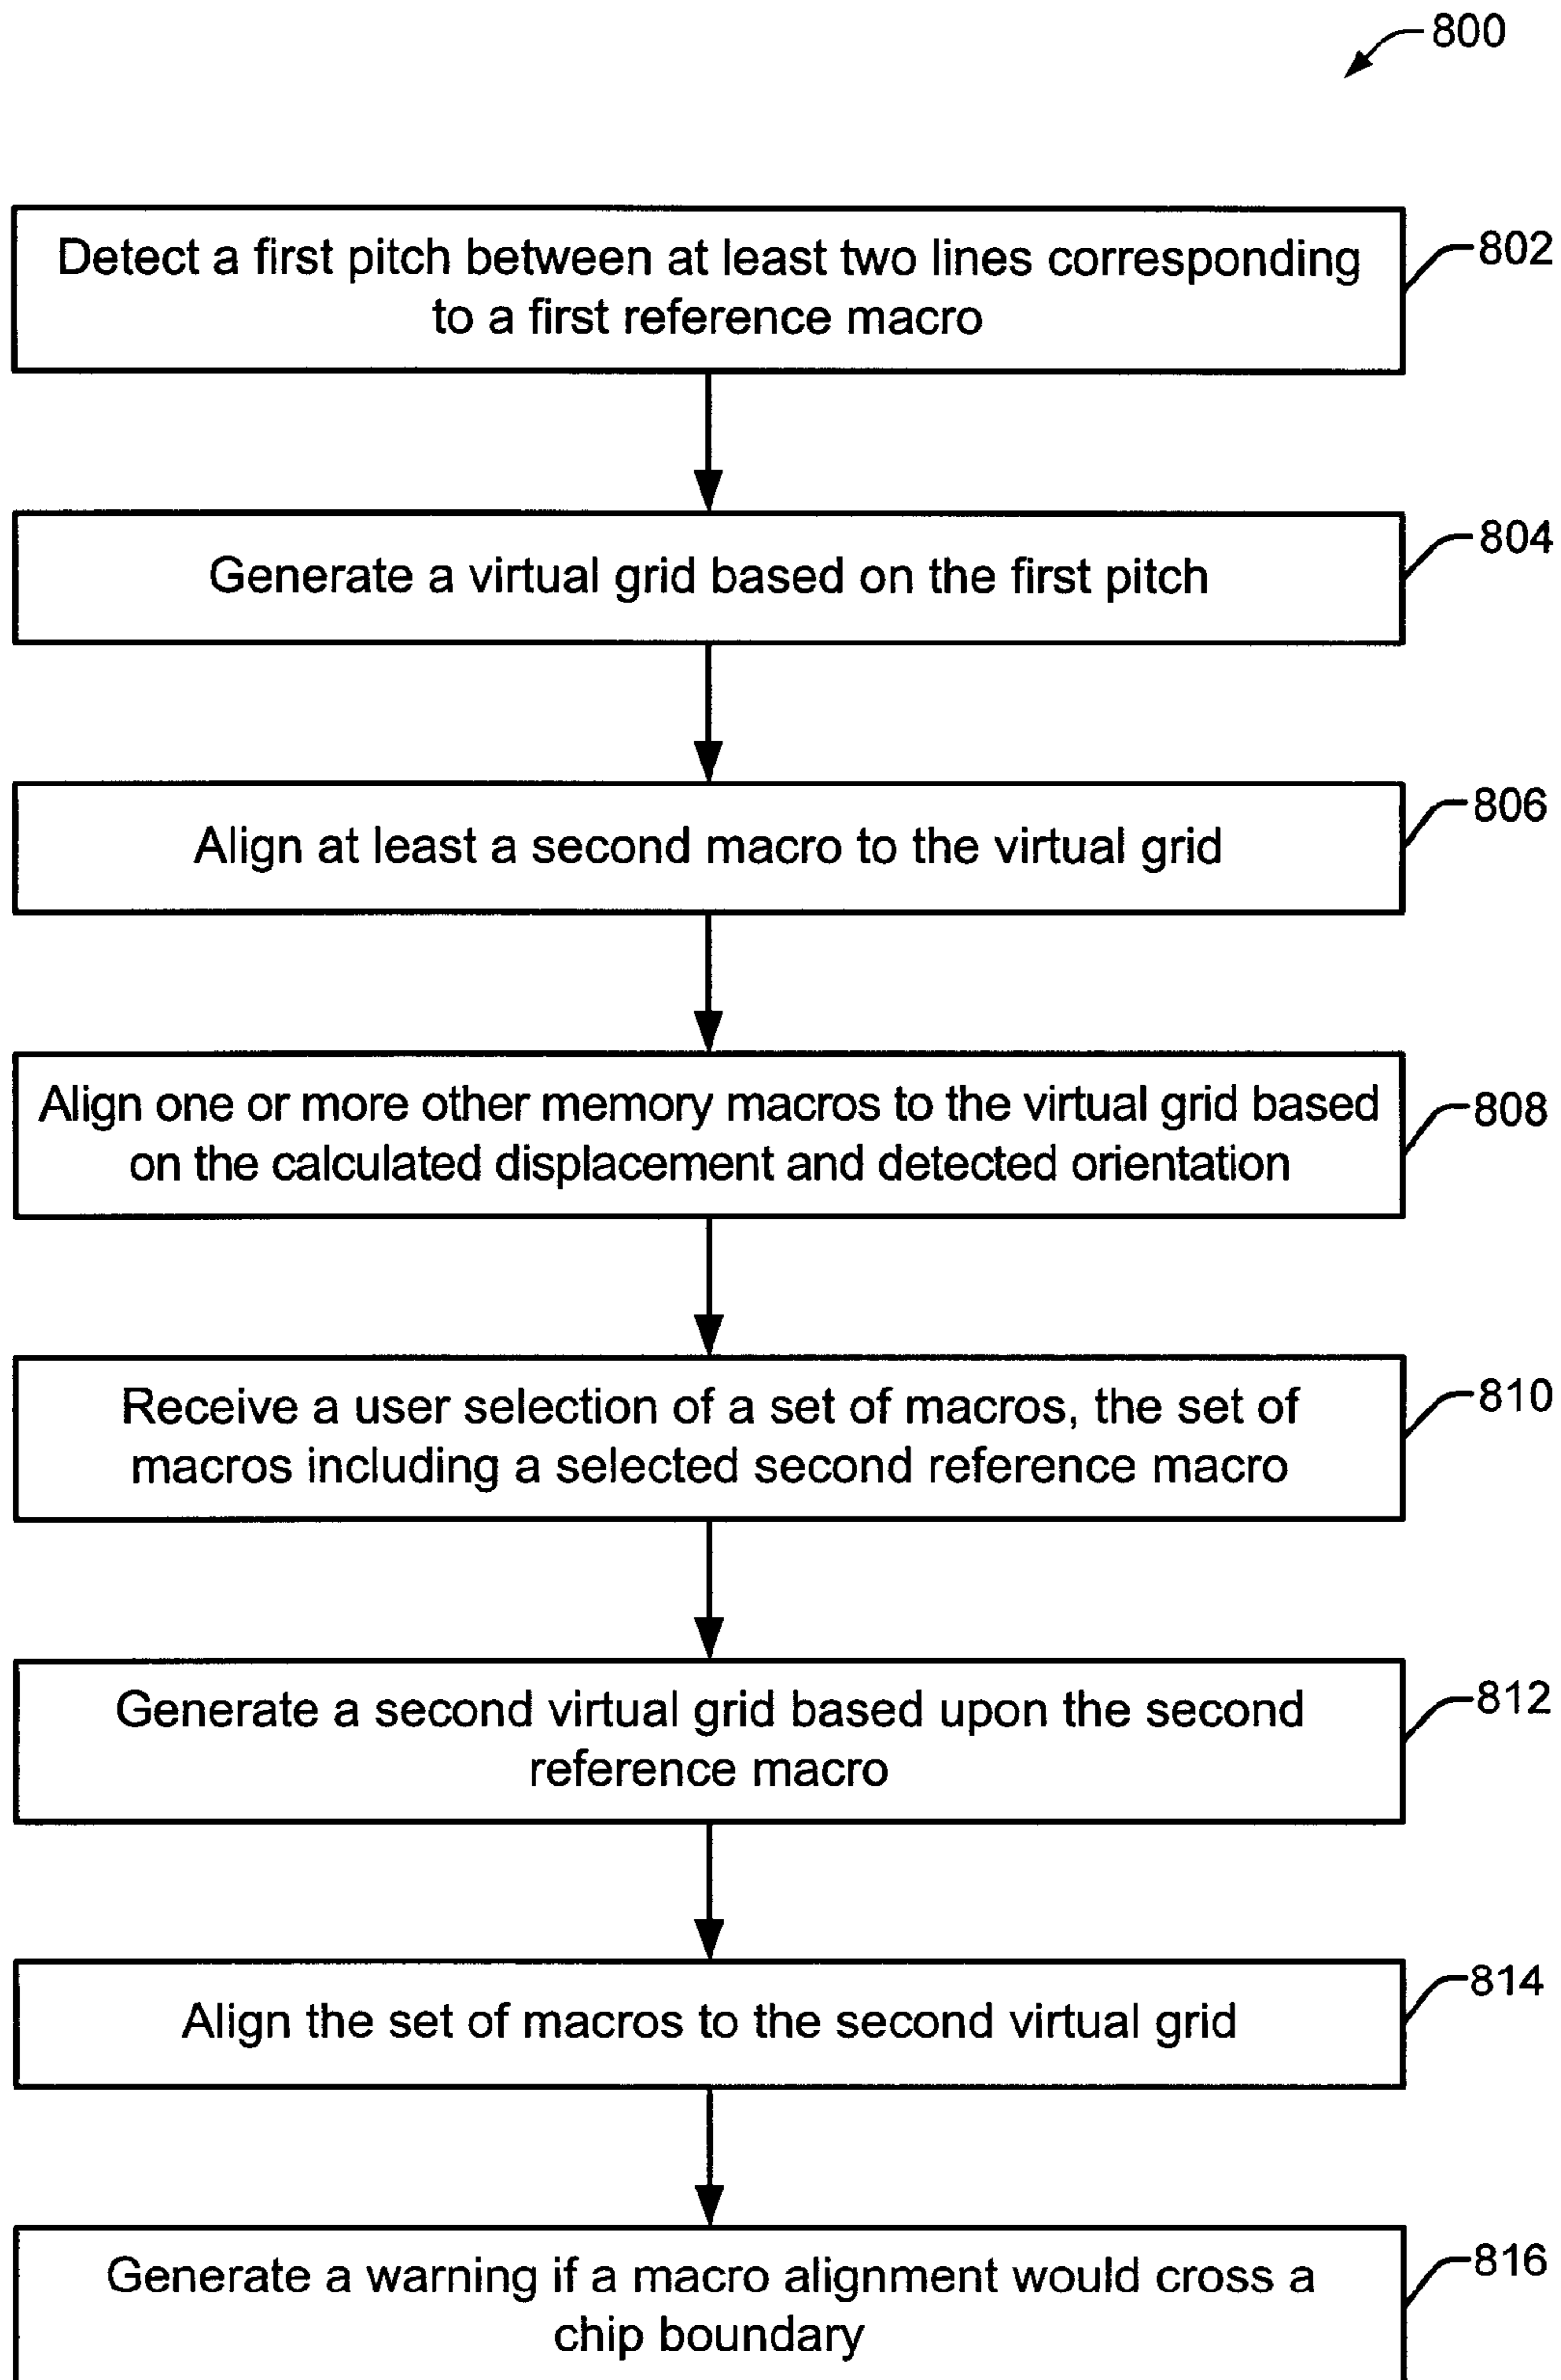 800
Detect a first pitch between at least two lines corresponding
to a first reference macro
802
Generate a virtual grid based on the first pitch
804
Align at least a second macro to the virtual grid
806
Align one or more other memory macros to the virtual grid based
on the calculated displacement and detected orientation
808
Receive a user selection of a set of macros, the set of
macros including a selected second reference macro
810
Generate a second virtual grid based upon the second
reference macro
812
Align the set of macros to the second virtual grid
814
Generate a warning if a macro alignment would cross a
chip boundary
816